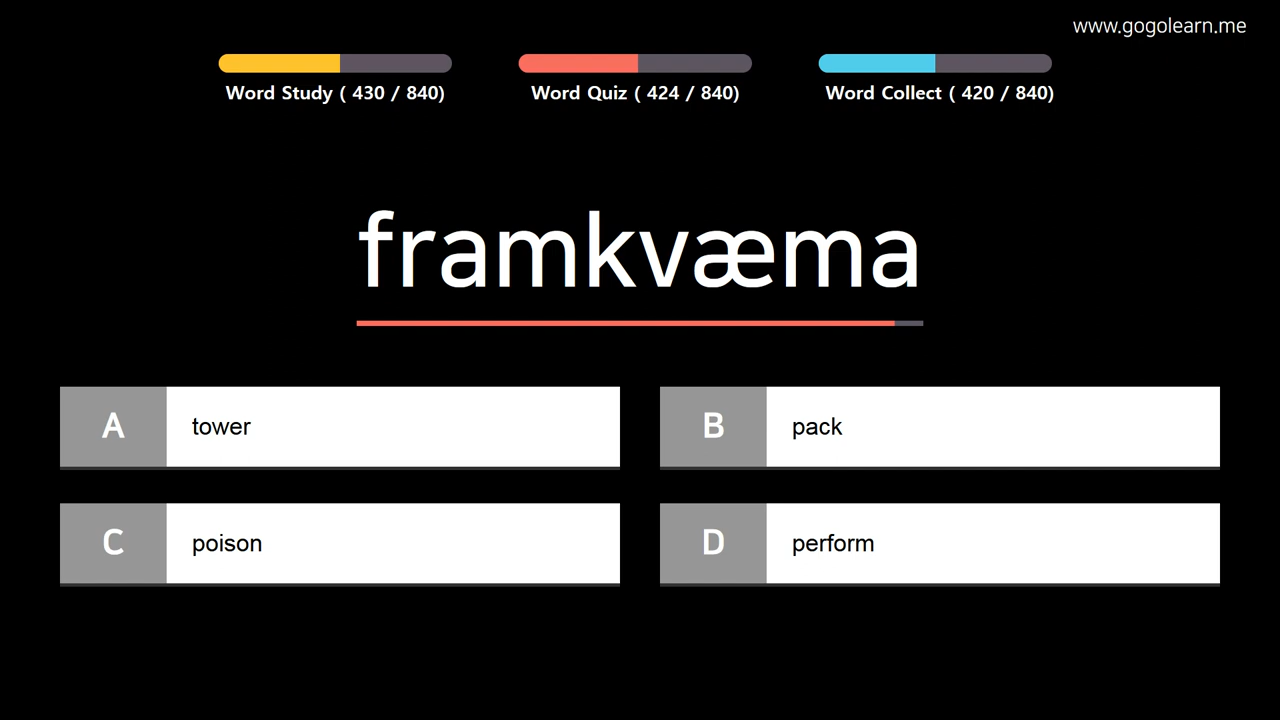 www.gogolearn.me
Word Study ( 430 / 840)
Word Quiz ( 424 / 840)
Word Collect ( 420 / 840)
framkvæma
A tower
B pack
C poison
D perform